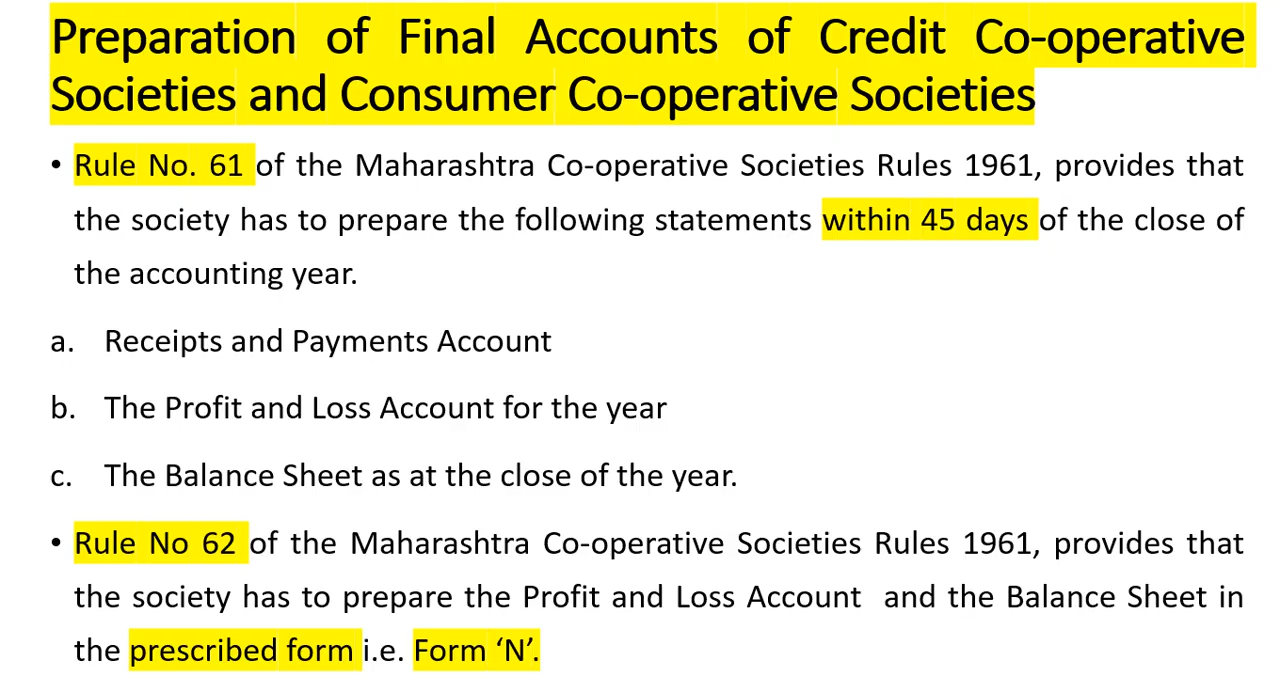 Preparation of Final Accounts of Credit Co-operative
Societies and Consumer Co-operative Societies
• Rule No. 61 of the Maharashtra Co-operative Societies Rules 1961, provides that
the society has to prepare the following statements within 45 days of the close of
the accounting year.
a. Receipts and Payments Account
b. The Profit and Loss Account for the year
c. The Balance Sheet as at the close of the year.
• Rule No 62 of the Maharashtra Co-operative Societies Rules 1961, provides that
the society has to prepare the Profit and Loss Account and the Balance Sheet in
the prescribed form i.e. Form ‘N’.